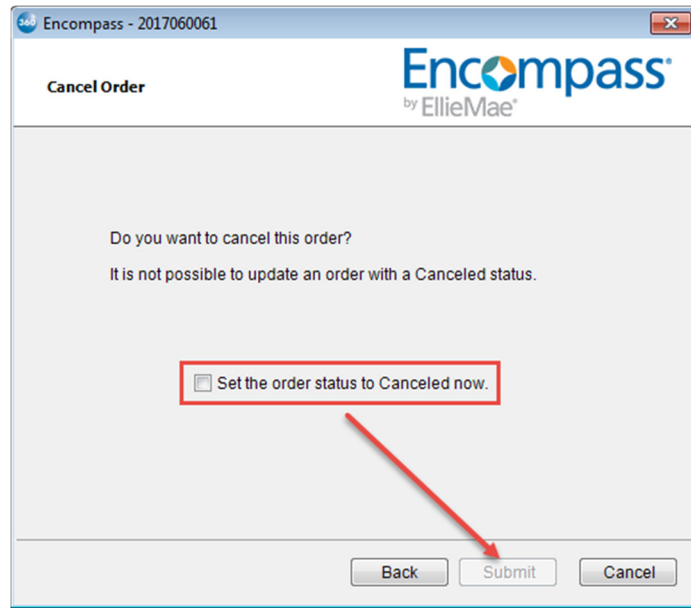 360 Encompass - 2017060061
Cancel Order
Encompass®
by EllieMae®
Do you want to cancel this order?
It is not possible to update an order with a Canceled status.
Set the order status to Canceled now.
Back Submit Cancel